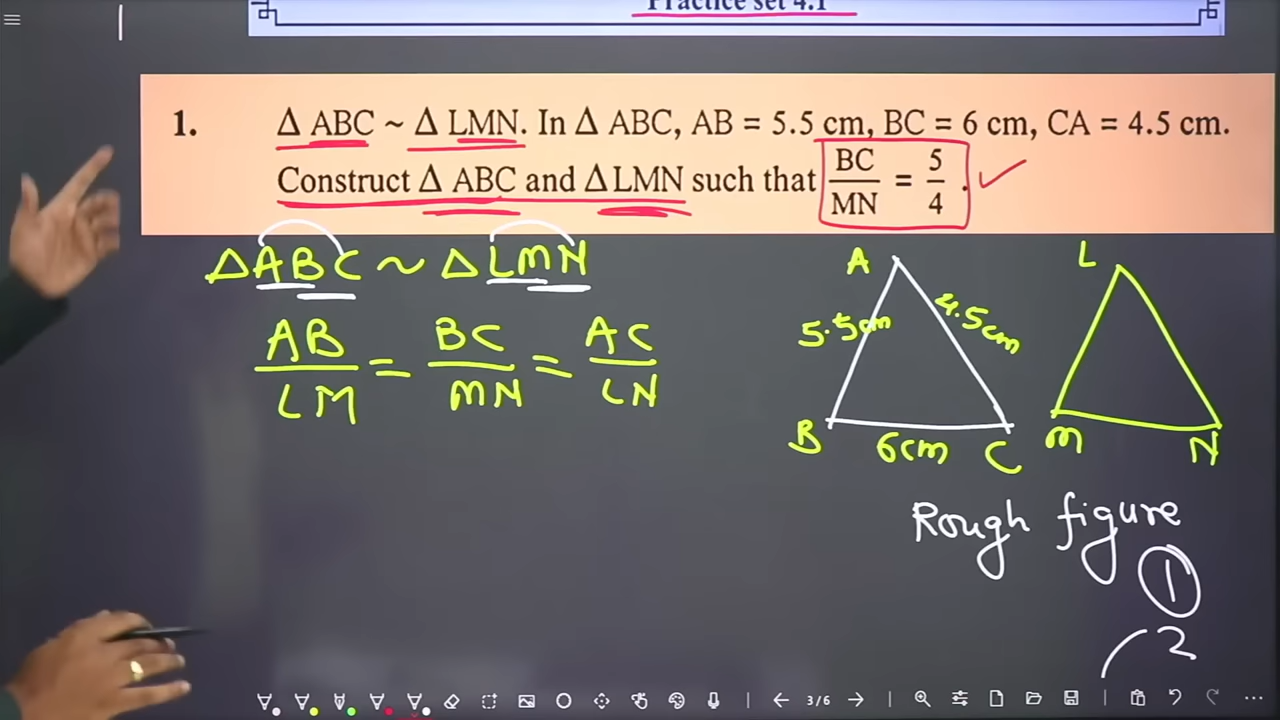 Practice set 4.1
1. Δ ABC ~ Δ LMN. In Δ ABC, AB = 5.5 cm, BC = 6 cm, CA = 4.5 cm.
Construct Δ ABC and Δ LMN such that BC/MN = 5/4 .
ΔABC ~ ΔLMN
AB/LM = BC/MN = AC/LN
A
5.5cm
4.5cm
B
6cm
C
L
M
N
Rough figure
1
2
3/6